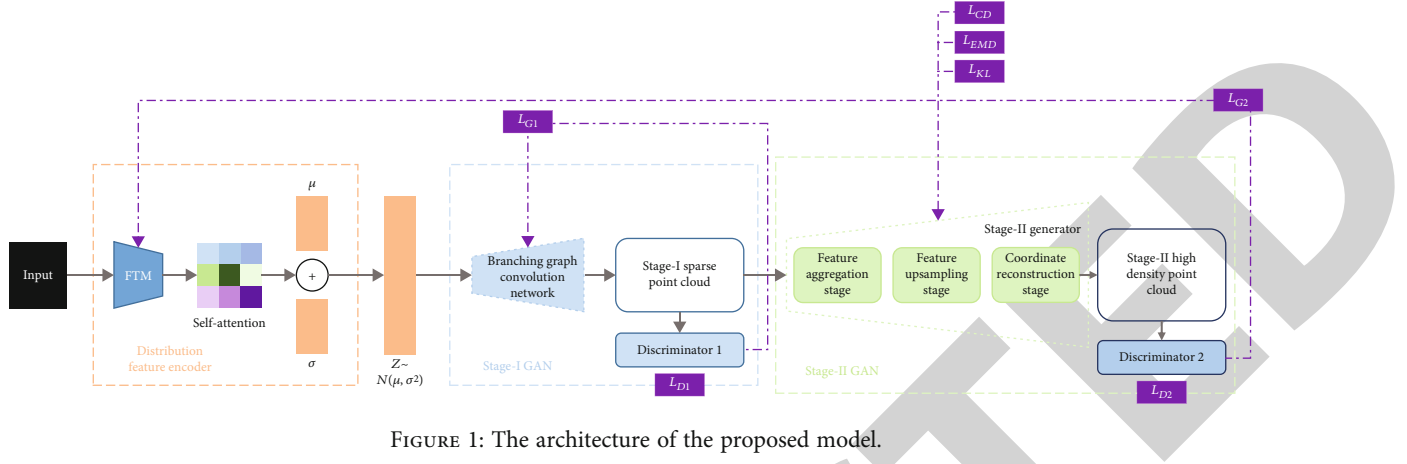 L_CD
L_EMD
L_KL
L_G2
L_G1
μ
Input
FTM
+
Self-attention
σ
Distribution
feature encoder
Z~
N(μ, σ²)
Branching graph
convolution
network
Stage-I sparse
point cloud
Discriminator 1
Stage-I GAN
L_D1
Stage-II generator
Feature
aggregation
stage
Feature
upsampling
stage
Coordinate
reconstruction
stage
Stage-II high
density point
cloud
Discriminator 2
Stage-II GAN
L_D2
FIGURE 1: The architecture of the proposed model.
TED